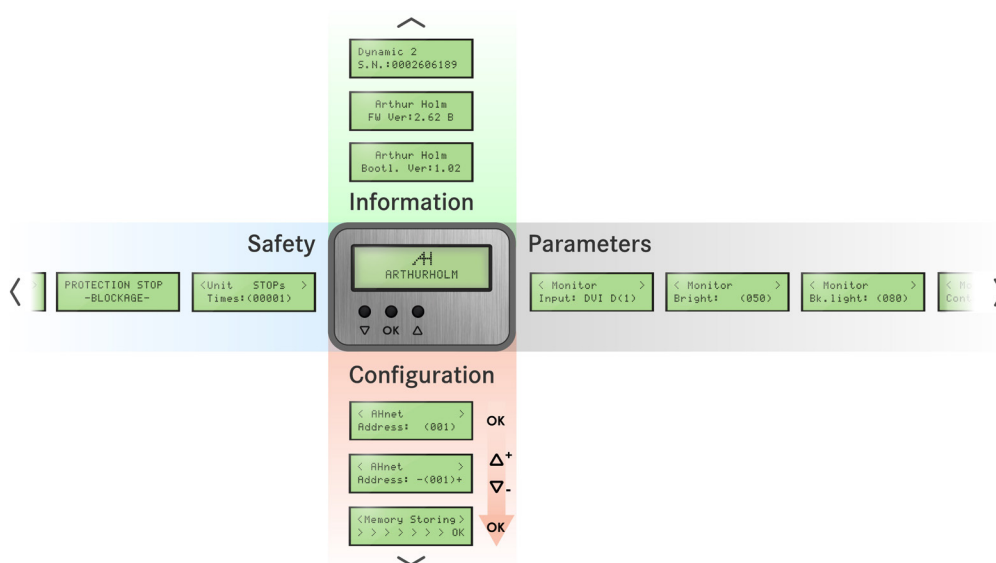 Dynamic 2
S.N.:0002606189
Arthur Holm
FW Ver:2.62 B
Arthur Holm
Bootl. Ver:1.02
Information
Safety
PROTECTION STOP
-BLOCKAGE-
<Unit STOPs >
Times:(00001)
AH
ARTHURHOLM
OK
Parameters
< Monitor >
Input: DVI D(1)
< Monitor >
Bright: (050)
< Monitor >
Bk.light: (080)
Configuration
< AHnet >
Address: (001)
OK
< AHnet >
Address: -(001)+
+
-
<Memory Storing>
> > > > > > > OK
OK